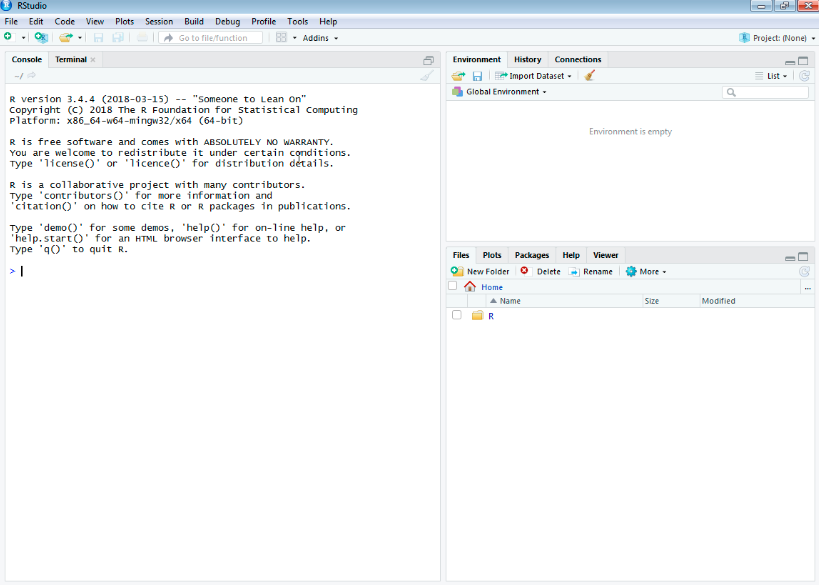 RStudio
File Edit Code View Plots Session Build Debug Profile Tools Help
Go to file/function Addins Project: (None)
Console Terminal
~/
R version 3.4.4 (2018-03-15) -- "Someone to Lean On"
Copyright (C) 2018 The R Foundation for Statistical Computing
Platform: x86_64-w64-mingw32/x64 (64-bit)
R is free software and comes with ABSOLUTELY NO WARRANTY.
You are welcome to redistribute it under certain conditions.
Type 'license()' or 'licence()' for distribution details.
R is a collaborative project with many contributors.
Type 'contributors()' for more information and
'citation()' on how to cite R or R packages in publications.
Type 'demo()' for some demos, 'help()' for on-line help, or
'help.start()' for an HTML browser interface to help.
Type 'q()' to quit R.
>
Environment History Connections
Import Dataset List
Global Environment
Environment is empty
Files Plots Packages Help Viewer
New Folder Delete Rename More
Home ...
Name Size Modified
R